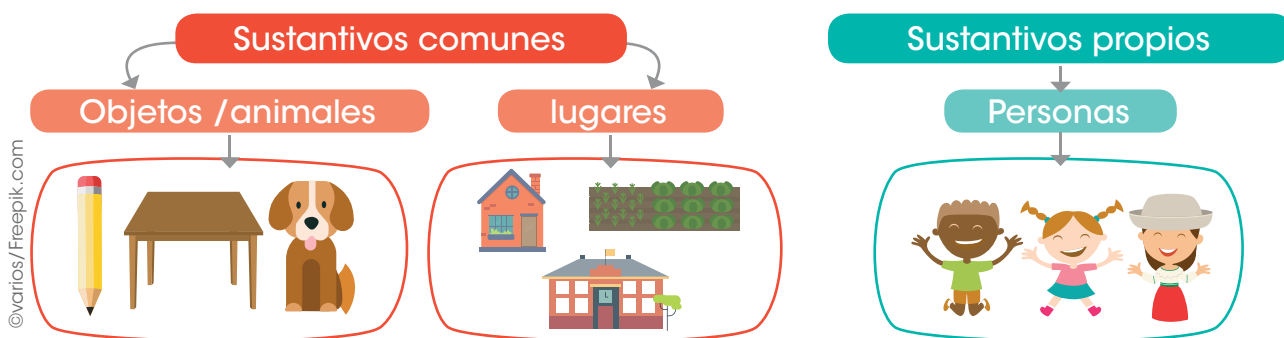 Sustantivos comunes
Sustantivos propios
Objetos /animales
lugares
Personas
©varios/Freepik.com